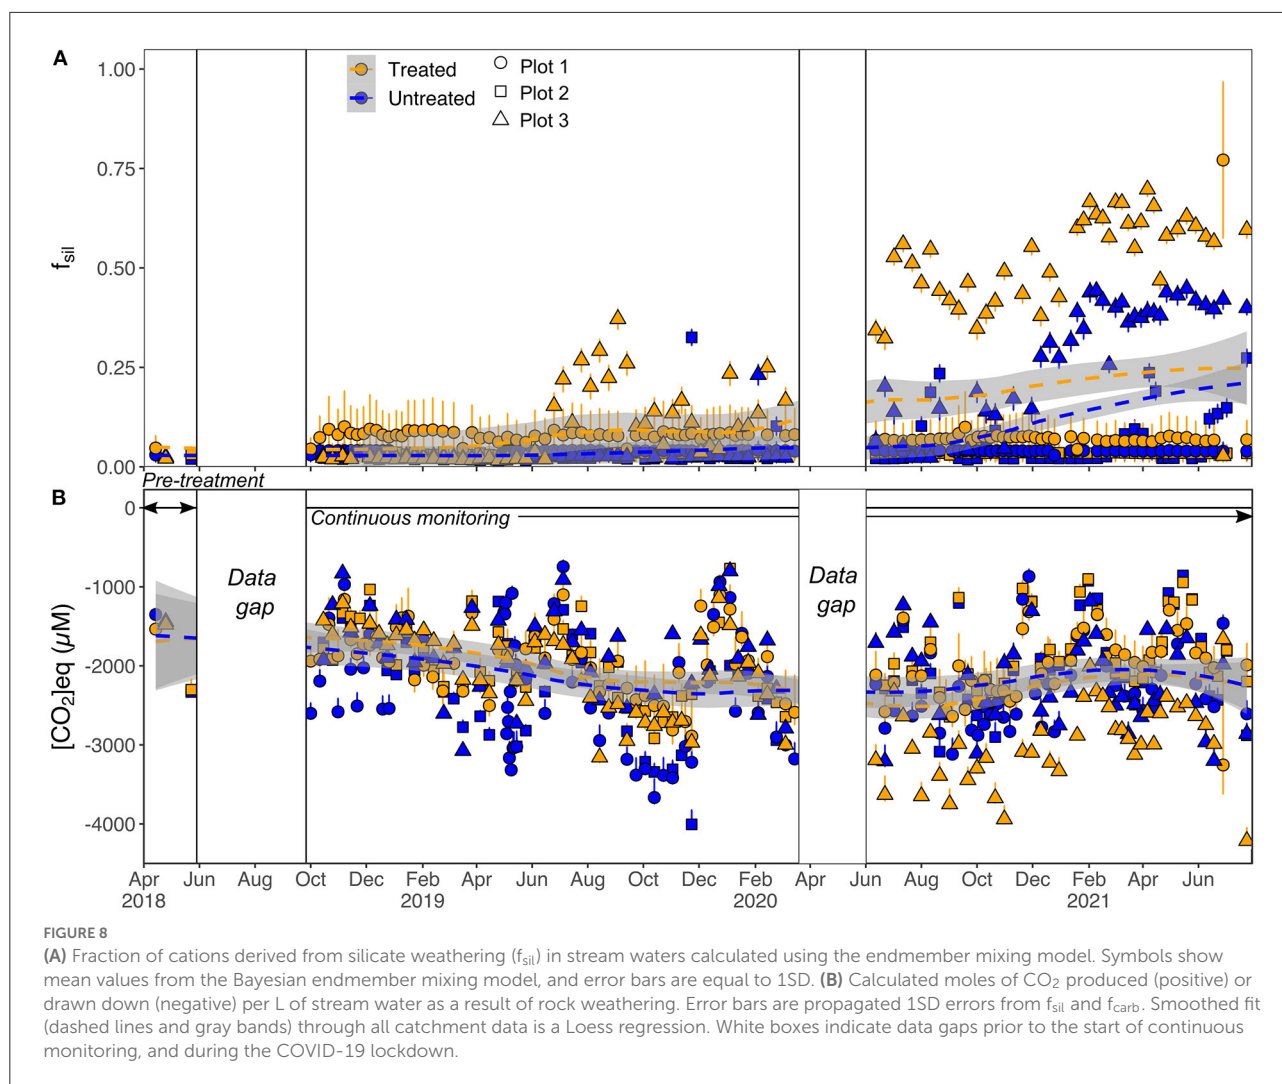 A
1.00
0.75
0.50
0.25
0.00
f_sil
Treated
Untreated
Plot 1
Plot 2
Plot 3
Pre-treatment
B
Continuous monitoring
Data
gap
Data
gap
0
-1000
-2000
-3000
-4000
[CO₂]eq (µM)
Apr Jun Aug Oct Dec Feb Apr Jun Aug Oct Dec Feb Apr Jun Aug Oct Dec Feb Apr Jun
2018 2019 2020 2021
FIGURE 8
(A) Fraction of cations derived from silicate weathering (f_sil) in stream waters calculated using the endmember mixing model. Symbols show
mean values from the Bayesian endmember mixing model, and error bars are equal to 1SD. (B) Calculated moles of CO₂ produced (positive) or
drawn down (negative) per L of stream water as a result of rock weathering. Error bars are propagated 1SD errors from f_sil and f_carb. Smoothed fit
(dashed lines and gray bands) through all catchment data is a Loess regression. White boxes indicate data gaps prior to the start of continuous
monitoring, and during the COVID-19 lockdown.